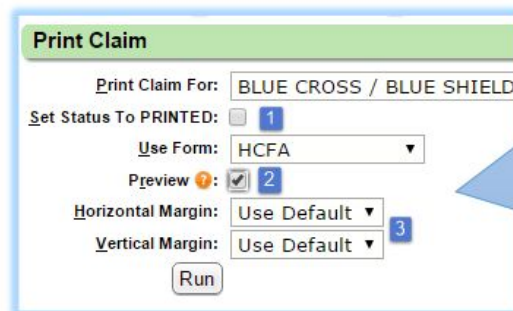 Print Claim
Print Claim For: BLUE CROSS / BLUE SHIELD
Set Status To PRINTED: 1
Use Form: HCFA
Preview ?: 2
Horizontal Margin: Use Default
3
Vertical Margin: Use Default
Run